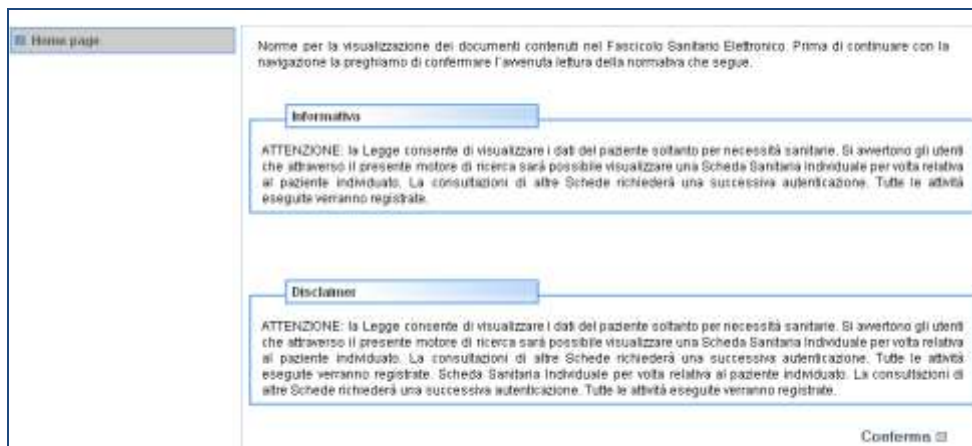 Home page
Norme per la visualizzazione dei documenti contenuti nel Fascicolo Sanitario Elettronico. Prima di continuare con la
navigazione la preghiamo di confermare l'avvenuta lettura della normativa che segue.
Informativa
ATTENZIONE: la Legge consente di visualizzare i dati del paziente soltanto per necessità sanitarie. Si avvertono gli utenti
che attraverso il presente motore di ricerca sarà possibile visualizzare una Scheda Sanitaria Individuale per volta relativa
al paziente individuato. La consultazioni di altre Schede richiederà una successiva autenticazione. Tutte le attività
eseguite verranno registrate.
Disclaimer
ATTENZIONE: la Legge consente di visualizzare i dati del paziente soltanto per necessità sanitarie. Si avvertono gli utenti
che attraverso il presente motore di ricerca sarà possibile visualizzare una Scheda Sanitaria Individuale per volta relativa
al paziente individuato. La consultazioni di altre Schede richiederà una successiva autenticazione. Tutte le attività
eseguite verranno registrate. Scheda Sanitaria Individuale per volta relativa al paziente individuato. La consultazioni di
altre Schede richiederà una successiva autenticazione. Tutte le attività eseguite verranno registrate.
Conferma